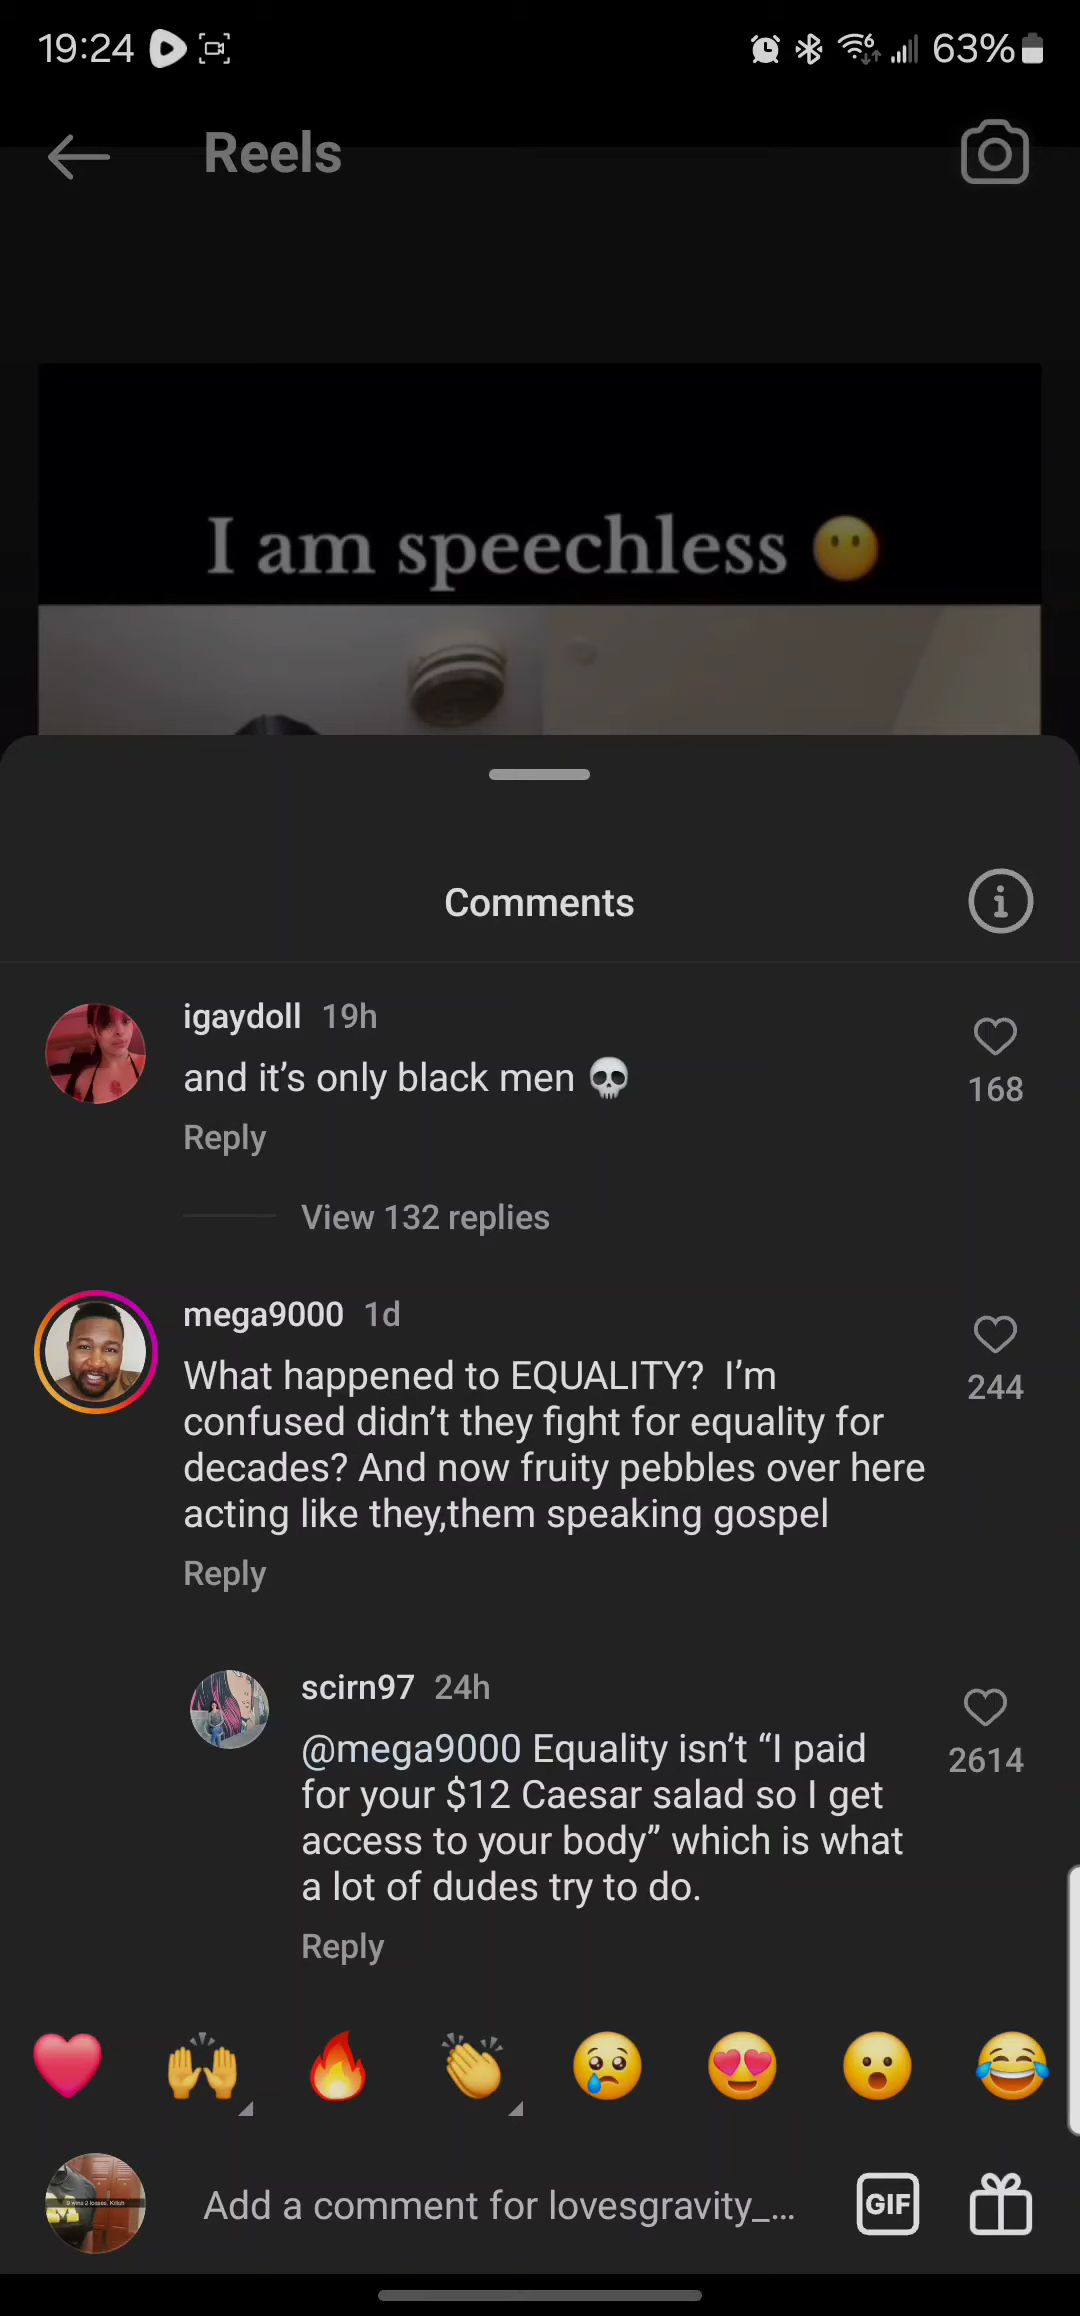 19:24
6
63%
Reels
I am speechless 😶
Comments
igaydoll 19h
and it’s only black men 💀
168
Reply
View 132 replies
mega9000 1d
What happened to EQUALITY?  I’m
244
confused didn’t they fight for equality for
decades? And now fruity pebbles over here
acting like they,them speaking gospel
Reply
scirn97 24h
@mega9000 Equality isn’t “I paid
2614
for your $12 Caesar salad so I get
access to your body” which is what
a lot of dudes try to do.
Reply
Add a comment for lovesgravity_...
GIF